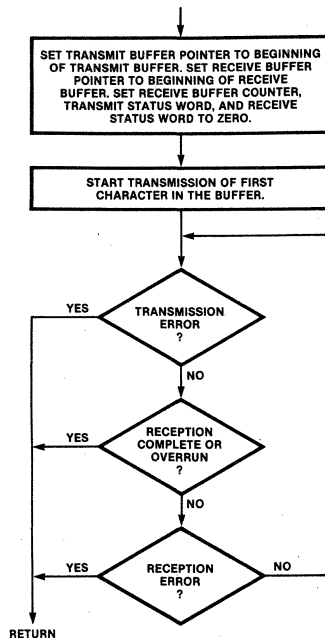 SET TRANSMIT BUFFER POINTER TO BEGINNING
OF TRANSMIT BUFFER. SET RECEIVE BUFFER
POINTER TO BEGINNING OF RECEIVE
BUFFER. SET RECEIVE BUFFER COUNTER,
TRANSMIT STATUS WORD, AND RECEIVE
STATUS WORD TO ZERO.
START TRANSMISSION OF FIRST
CHARACTER IN THE BUFFER.
YES
TRANSMISSION
ERROR
?
NO
YES
RECEPTION
COMPLETE OR
OVERRUN
?
NO
YES
RECEPTION
ERROR
?
NO
RETURN